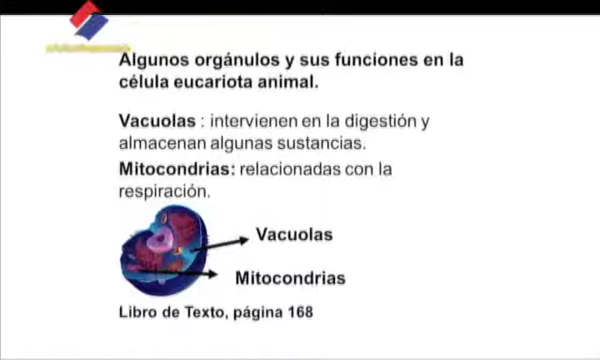 Algunos orgánulos y sus funciones en la
célula eucariota animal.
Vacuolas : intervienen en la digestión y
almacenan algunas sustancias.
Mitocondrias: relacionadas con la
respiración.
Vacuolas
Mitocondrias
Libro de Texto, página 168